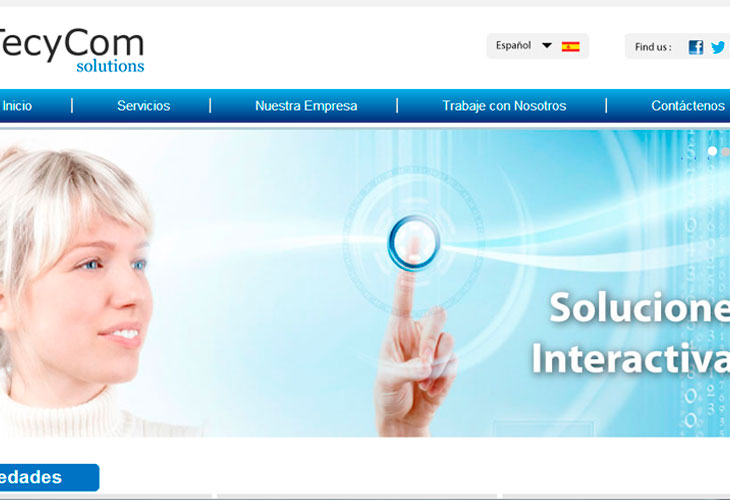 TecyCom
solutions
Español
Find us :
Inicio
Servicios
Nuestra Empresa
Trabaje con Nosotros
Contáctenos
Solucione
Interactiva
edades